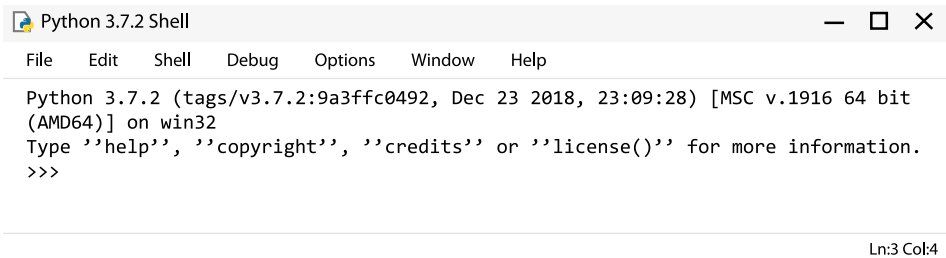 Python 3.7.2 Shell
File Edit Shell Debug Options Window Help
Python 3.7.2 (tags/v3.7.2:9a3ffc0492, Dec 23 2018, 23:09:28) [MSC v.1916 64 bit
(AMD64)] on win32
Type ’’help’’, ’’copyright’’, ’’credits’’ or ’’license()’’ for more information.
>>>
Ln:3 Col:4